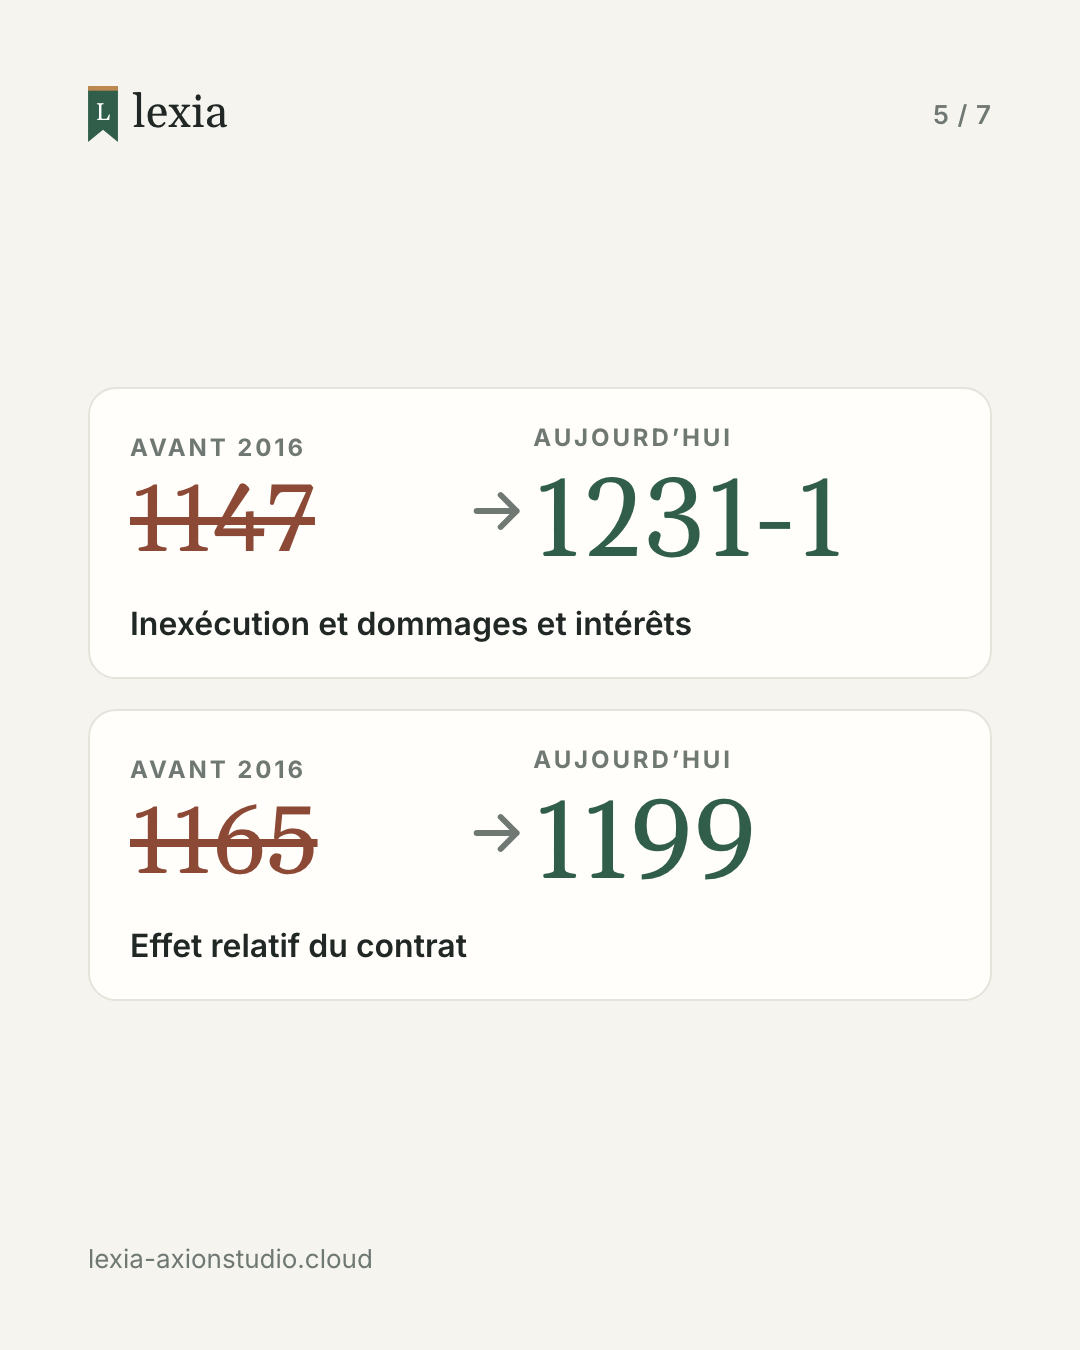 L lexia
5 / 7
AVANT 2016
AUJOURD’HUI
1147 → 1231-1
Inexécution et dommages et intérêts
AVANT 2016
AUJOURD’HUI
1165 → 1199
Effet relatif du contrat
lexia-axionstudio.cloud